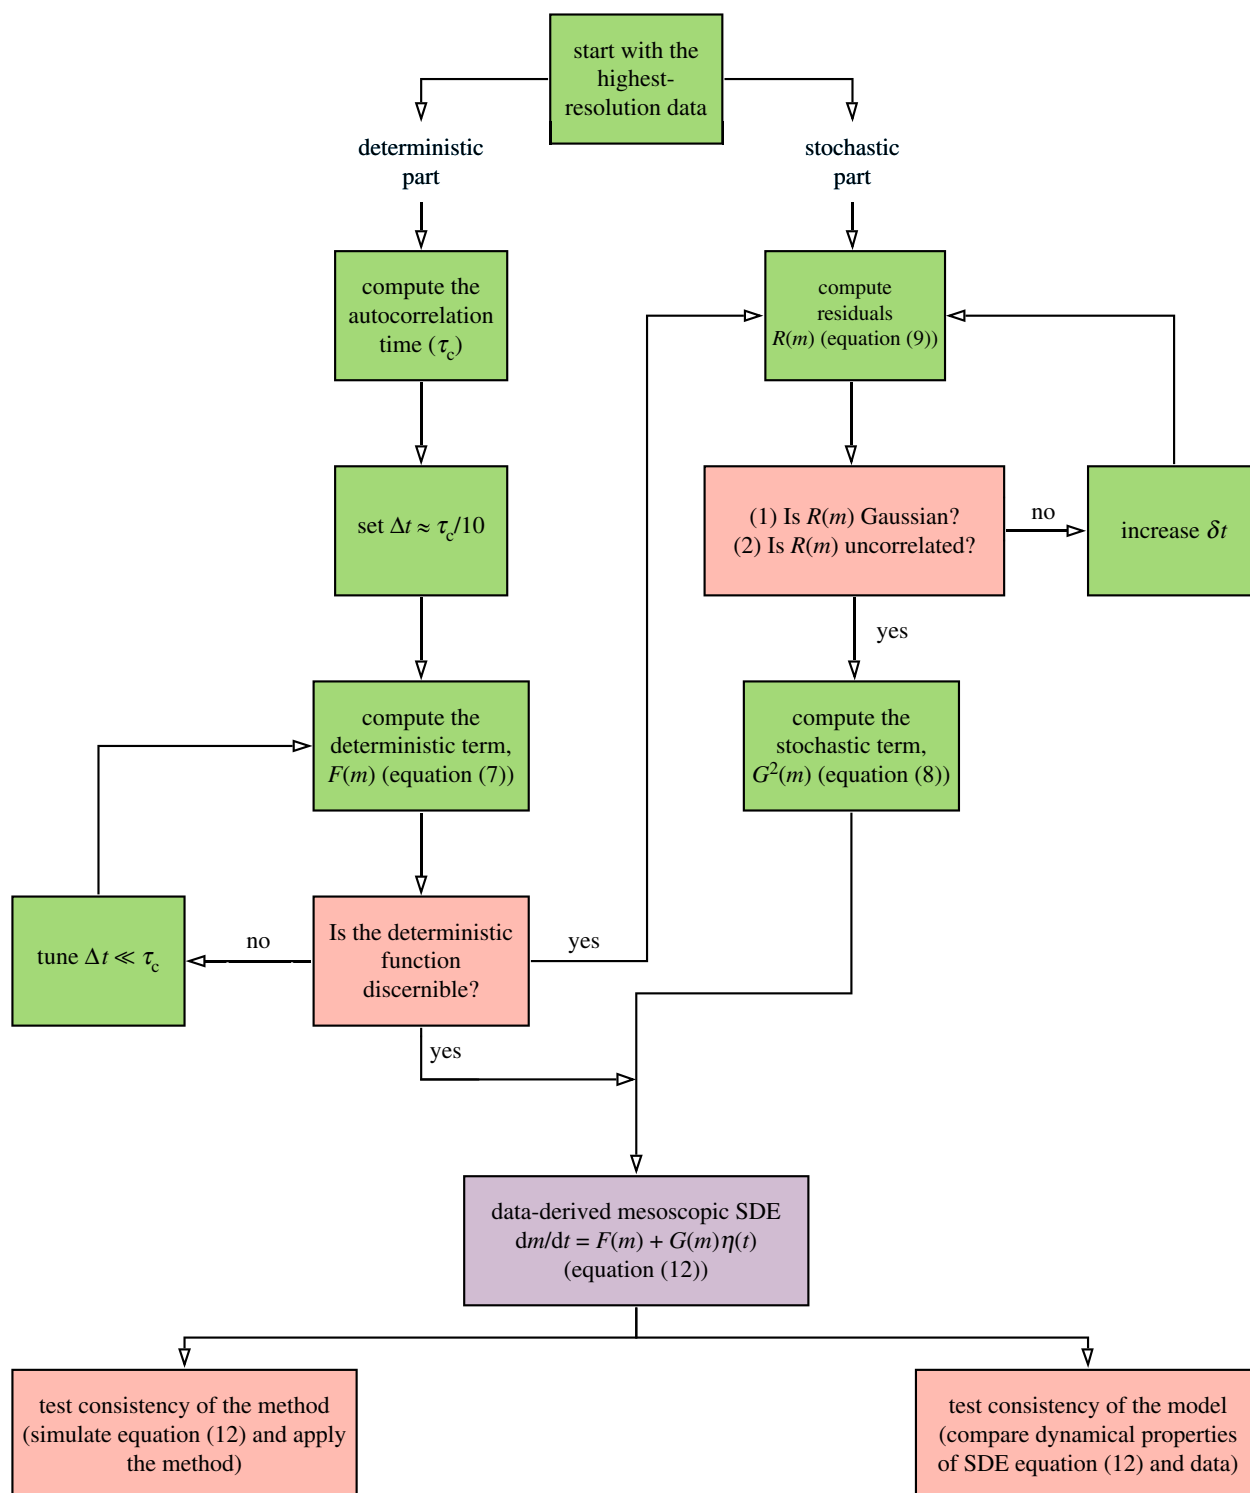 start with the
highest-
resolution data
deterministic
part
stochastic
part
compute the
autocorrelation
time (τc)
compute
residuals
R(m) (equation (9))
set Δt ≈ τc/10
(1) Is R(m) Gaussian?
(2) Is R(m) uncorrelated?
no
increase δt
yes
compute the
deterministic term,
F(m) (equation (7))
compute the
stochastic term,
G²(m) (equation (8))
tune Δt ≪ τc
no
Is the deterministic
function
discernible?
yes
yes
data-derived mesoscopic SDE
dm/dt = F(m) + G(m)η(t)
(equation (12))
test consistency of the method
(simulate equation (12) and apply
the method)
test consistency of the model
(compare dynamical properties
of SDE equation (12) and data)